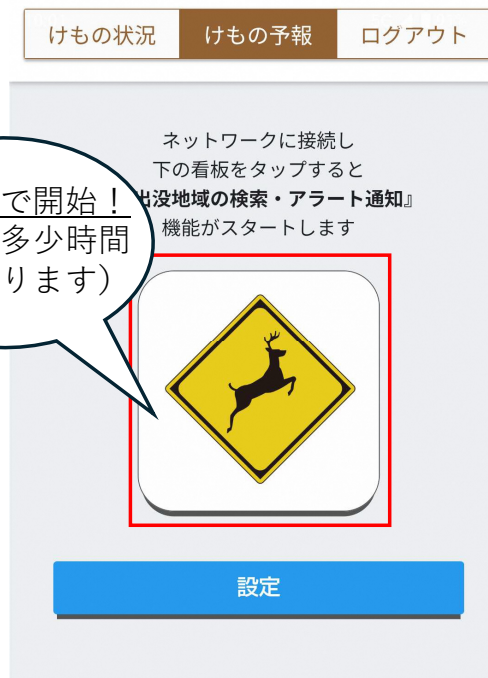 けもの状況
けもの予報
ログアウト
ネットワークに接続し
下の看板をタップすると
出没地域の検索・アラート通知』
機能がスタートします
で開始！
多少時間
ります）
設定